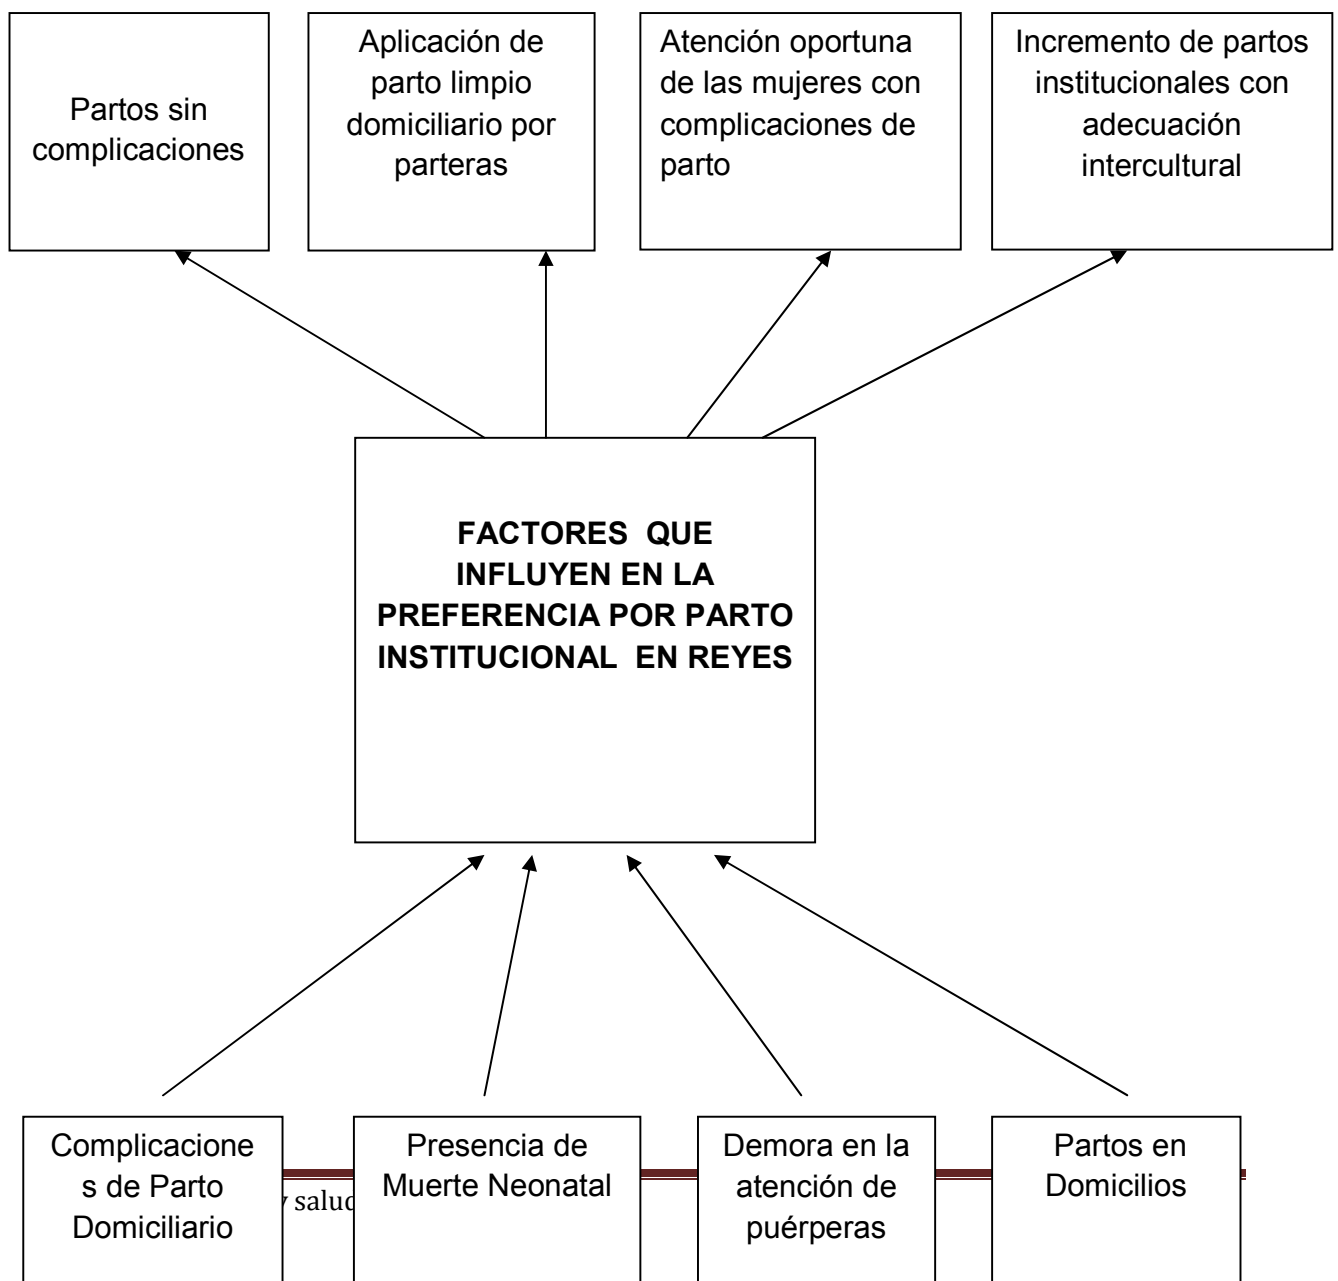 Partos sin
complicaciones
Aplicación de
parto limpio
domiciliario por
parteras
Atención oportuna
de las mujeres con
complicaciones de
parto
Incremento de partos
institucionales con
adecuación
intercultural
FACTORES QUE
INFLUYEN EN LA
PREFERENCIA POR PARTO
INSTITUCIONAL EN REYES
Complicacione
s de Parto
Domiciliario
Presencia de
Muerte Neonatal
Demora en la
atención de
puérperas
Partos en
Domicilios
y salud